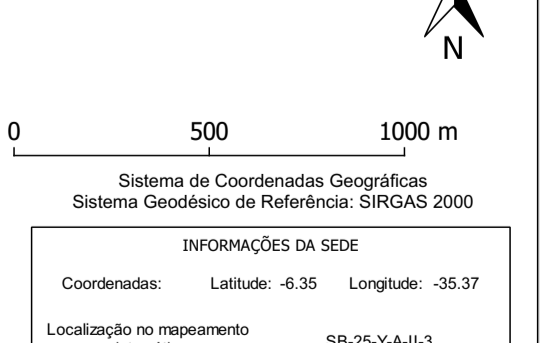 N
0 500 1000 m
Sistema de Coordenadas Geográficas
Sistema Geodésico de Referência: SIRGAS 2000
INFORMAÇÕES DA SEDE
Coordenadas: Latitude: -6.35 Longitude: -35.37
Localização no mapeamento
SB-25-Y-A-II-3